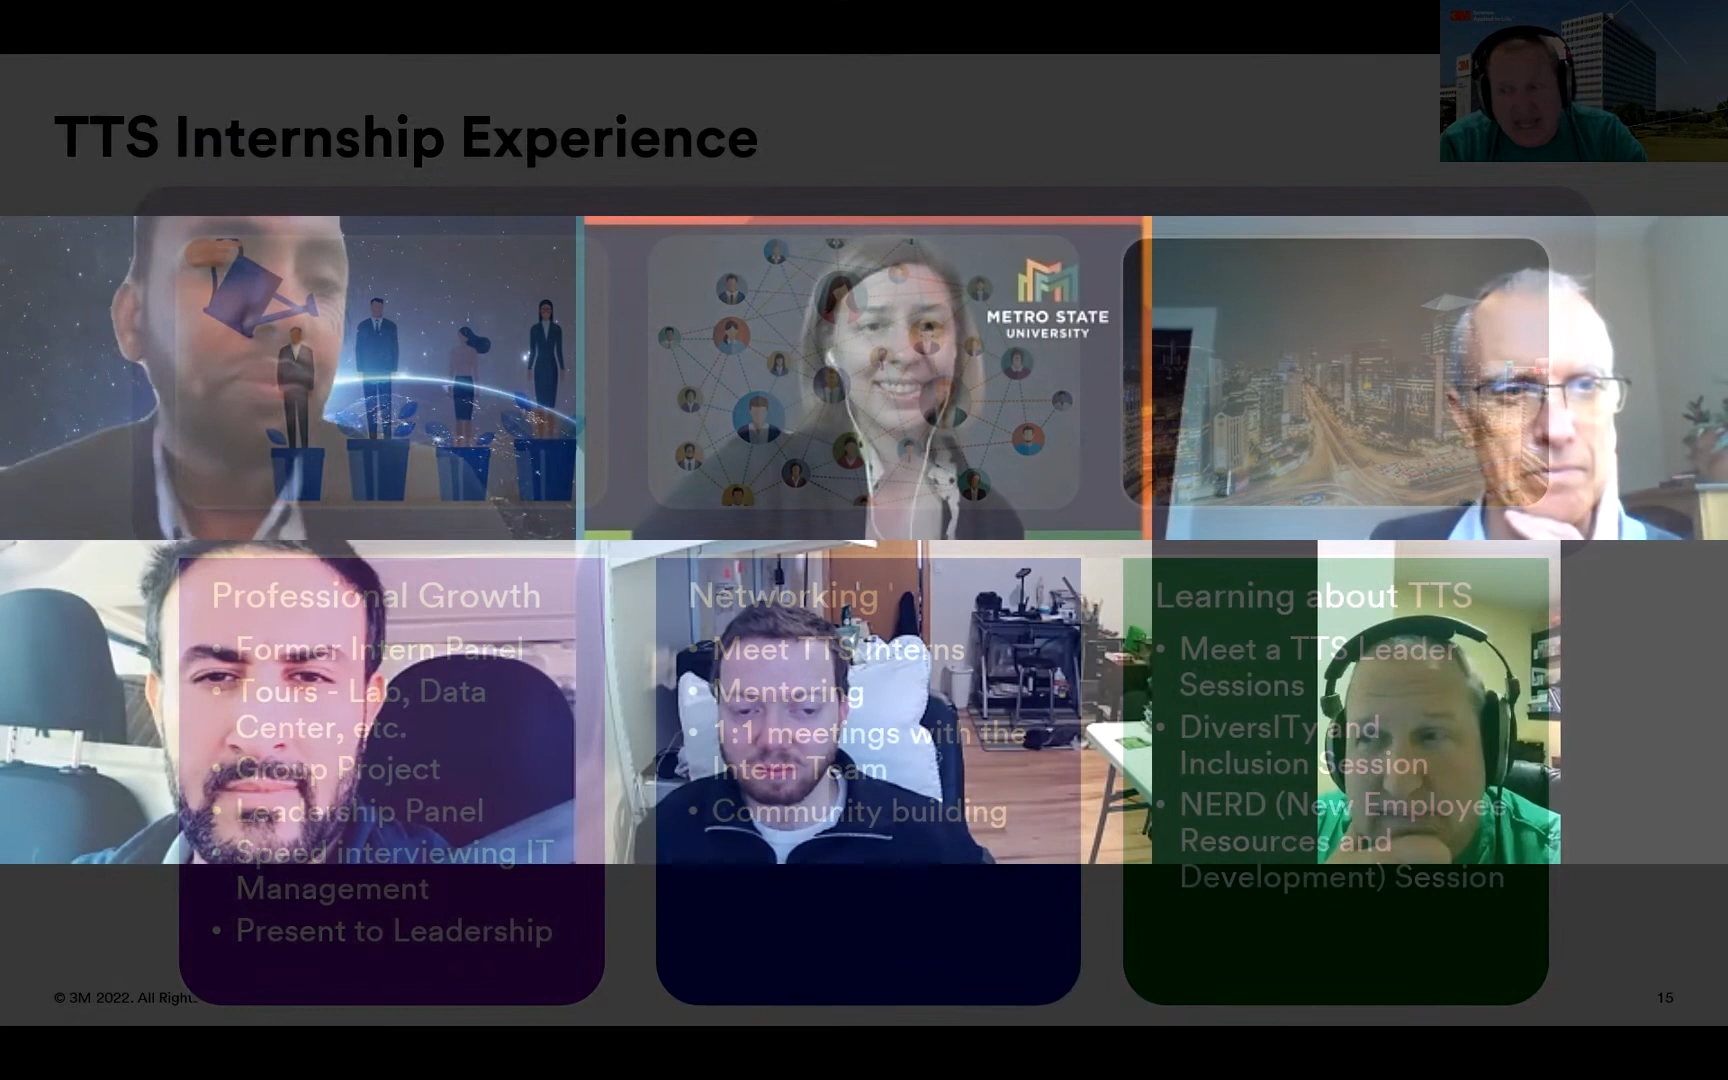 3M
TTS Internship Experience
METRO STATE
UNIVERSITY
Professional Growth
• Former Intern Panel
• Tours - Lab, Data
Center, etc.
• Group Project
• Leadership Panel
• Speed interviewing IT
Management
• Present to Leadership
Networking
• Meet TTS interns
• Mentoring
• 1:1 meetings with the
Intern Team
• Community building
Learning about TTS
• Meet a TTS Leader
Sessions
• DiversITy and
Inclusion Session
• NERD (New Employee
Resources and
Development) Session
© 3M 2022. All Right
15